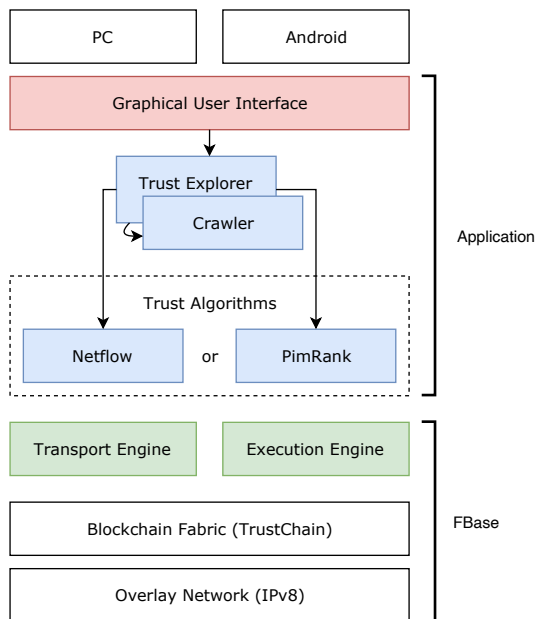 PC
Android
Graphical User Interface
Trust Explorer
Crawler
Application
Trust Algorithms
Netflow
or
PimRank
Transport Engine
Execution Engine
FBase
Blockchain Fabric (TrustChain)
Overlay Network (IPv8)